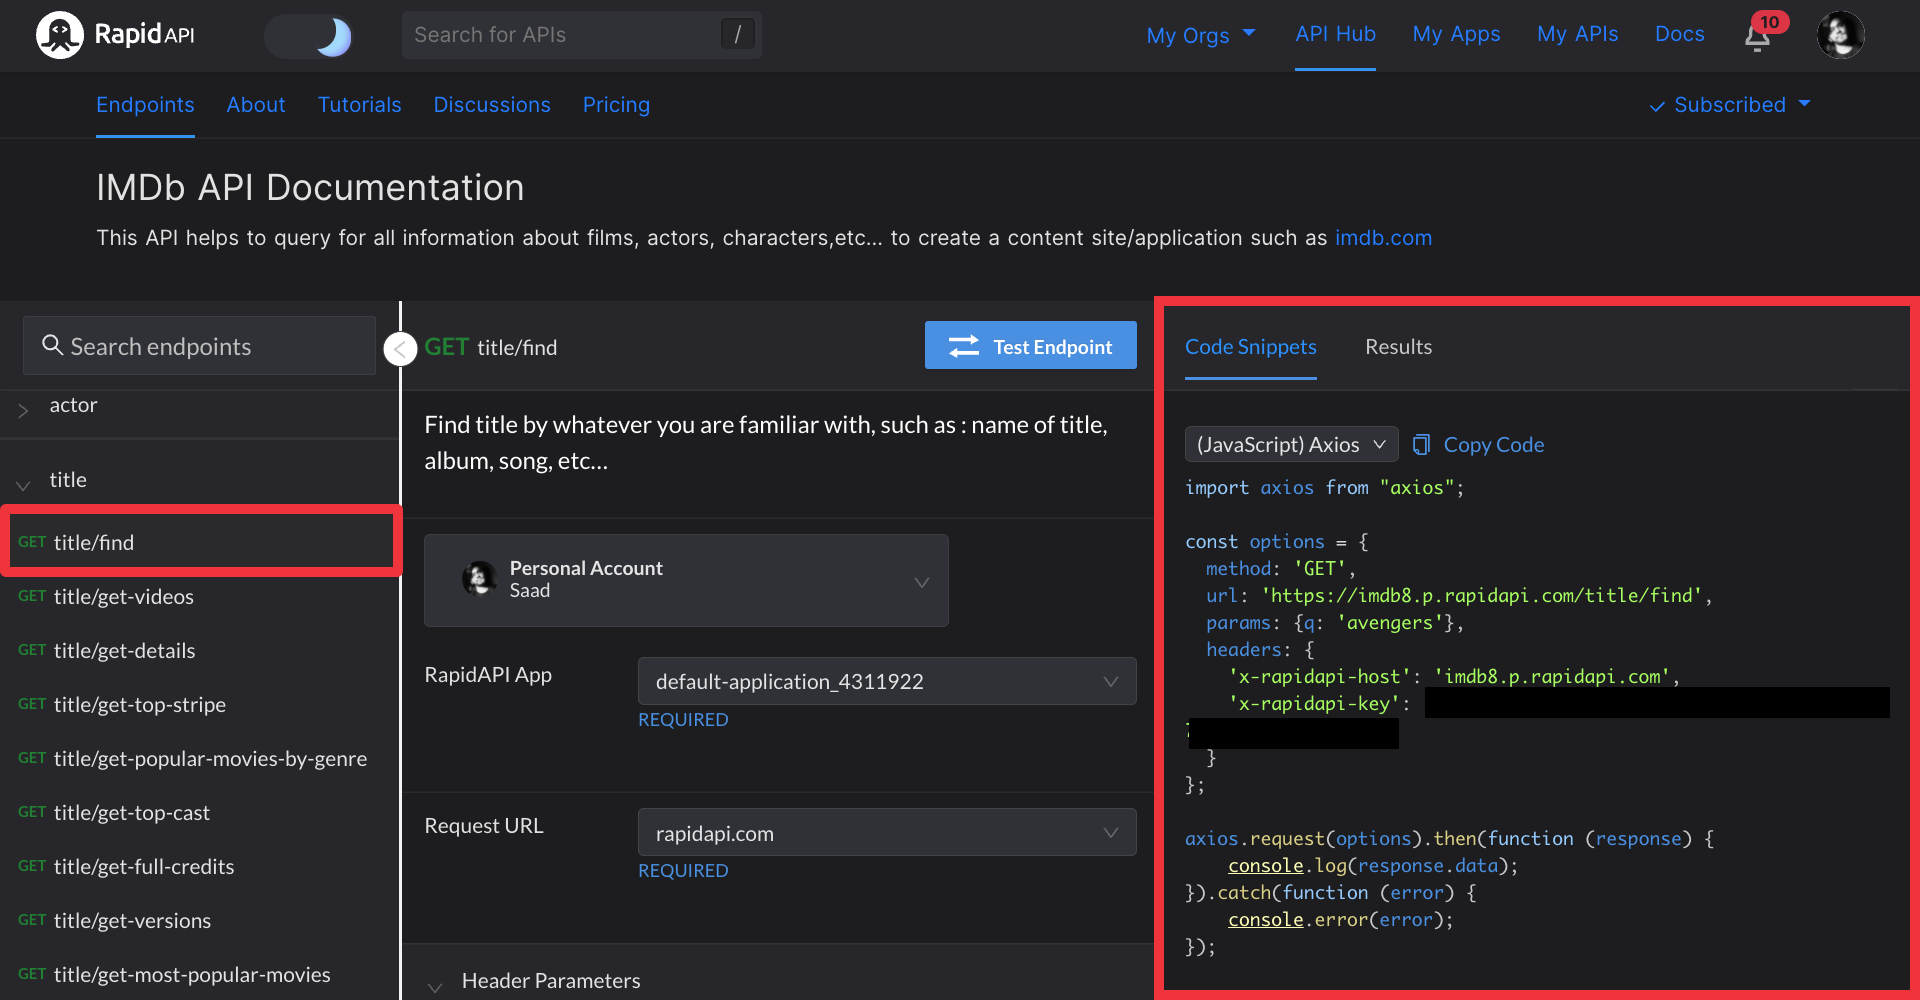 RapidAPI
Search for APIs
/
My Orgs
API Hub
My Apps
My APIs
Docs
10
Endpoints
About
Tutorials
Discussions
Pricing
Subscribed
IMDb API Documentation
This API helps to query for all information about films, actors, characters,etc... to create a content site/application such as imdb.com
Search endpoints
actor
title
GET title/find
GET title/get-videos
GET title/get-details
GET title/get-top-stripe
GET title/get-popular-movies-by-genre
GET title/get-top-cast
GET title/get-full-credits
GET title/get-versions
GET title/get-most-popular-movies
GET title/find
Test Endpoint
Find title by whatever you are familiar with, such as : name of title,
album, song, etc...
Personal Account
Saad
RapidAPI App
default-application_4311922
REQUIRED
Request URL
rapidapi.com
REQUIRED
Header Parameters
Code Snippets
Results
(JavaScript) Axios
Copy Code
import axios from "axios";
const options = {
method: 'GET',
url: 'https://imdb8.p.rapidapi.com/title/find',
params: {q: 'avengers'},
headers: {
'x-rapidapi-host': 'imdb8.p.rapidapi.com',
'x-rapidapi-key':
}
};
axios.request(options).then(function (response) {
console.log(response.data);
}).catch(function (error) {
console.error(error);
});